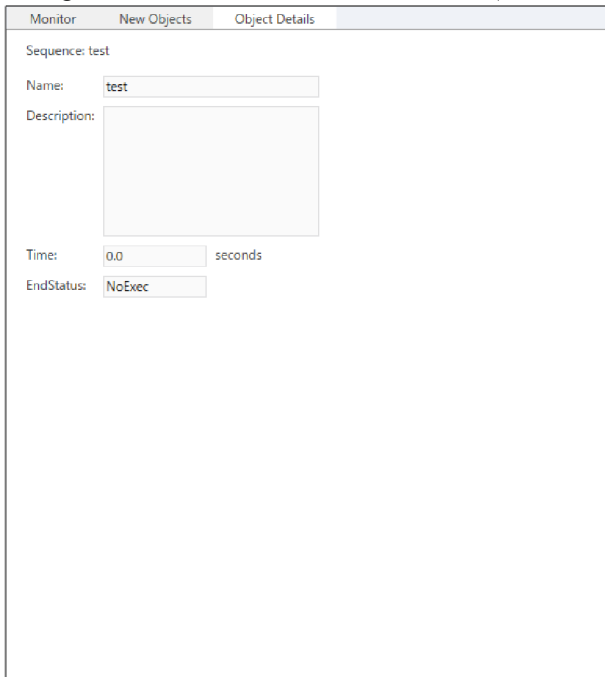 Monitor New Objects Object Details
Sequence: test
Name: test
Description:
Time: 0.0 seconds
EndStatus: NoExec